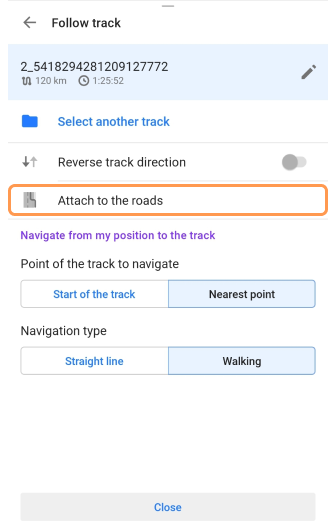 Follow track
2_5418294281209127772
120 km 1:25:52
Select another track
Reverse track direction
Attach to the roads
Navigate from my position to the track
Point of the track to navigate
Start of the track Nearest point
Navigation type
Straight line Walking
Close